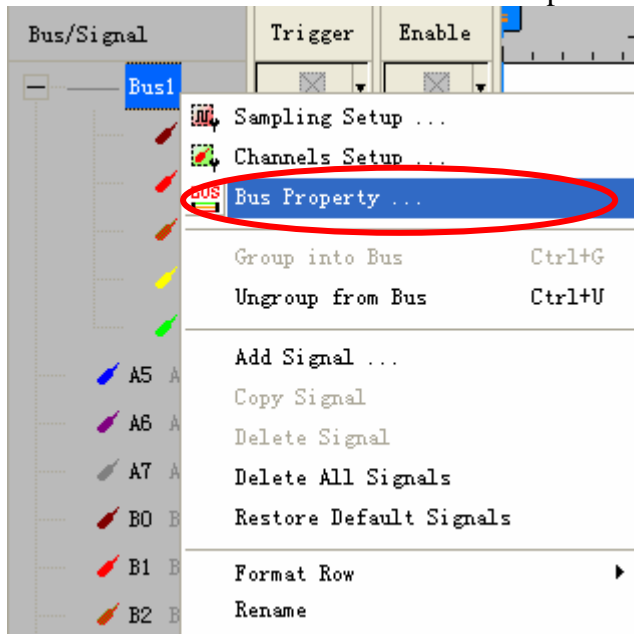 Bus/Signal Trigger Enable
Bus1
Sampling Setup ...
Channels Setup ...
BUS Bus Property ...
Group into Bus Ctrl+G
Ungroup from Bus Ctrl+U
Add Signal ...
A5 A
Copy Signal
A6 A
Delete Signal
A7 A
Delete All Signals
B0 B
Restore Default Signals
B1 B
Format Row
B2 B
Rename